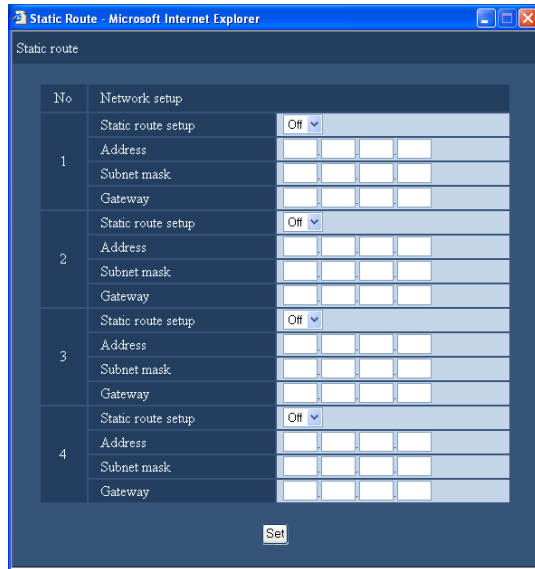 Static Route - Microsoft Internet Explorer
Static route
No Network setup
1
Static route setup Off
Address . . .
Subnet mask . . .
Gateway . . .
2
Static route setup Off
Address . . .
Subnet mask . . .
Gateway . . .
3
Static route setup Off
Address . . .
Subnet mask . . .
Gateway . . .
4
Static route setup Off
Address . . .
Subnet mask . . .
Gateway . . .
Set